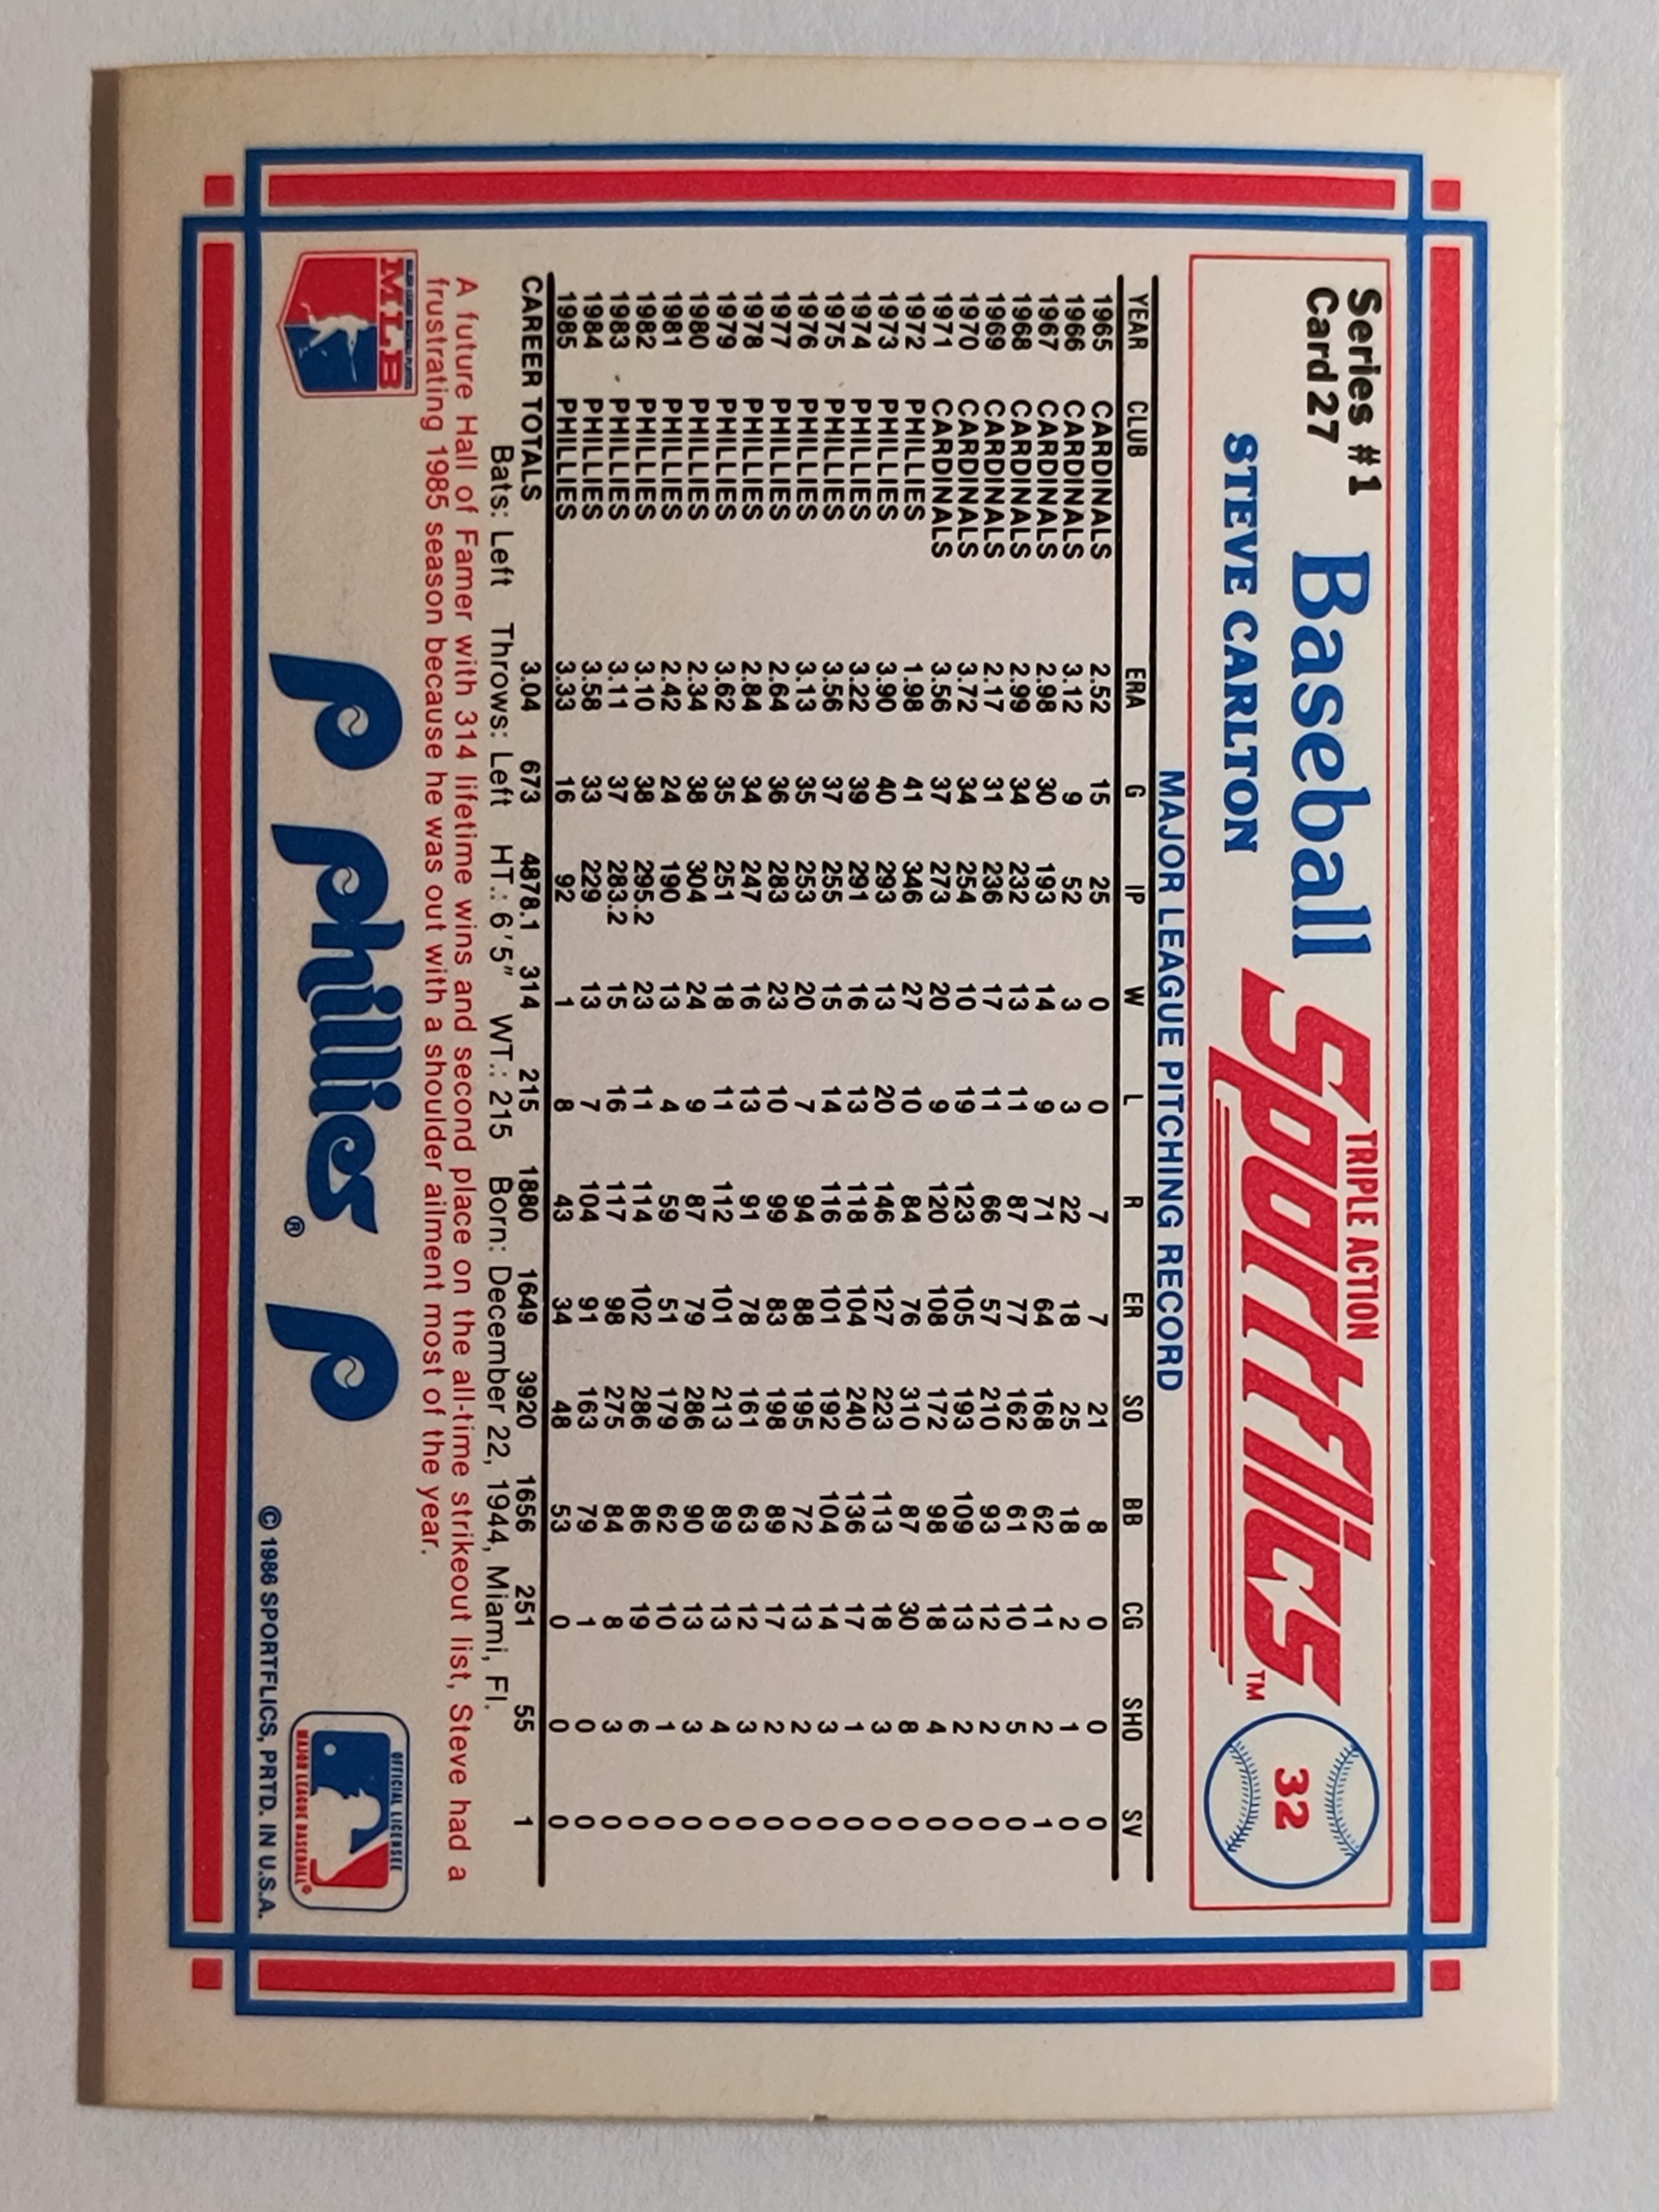 Series #1
Card 27
Baseball
TRIPLE ACTION
Sportflics™
32
STEVE CARLTON
MAJOR LEAGUE PITCHING RECORD
YEAR CLUB ERA G IP W L R ER SO BB CG SHO SV
1965 CARDINALS 2.52 15 25 0 0 7 7 21 8 0 0 0
1966 CARDINALS 3.12 9 52 3 3 22 18 25 18 2 1 0
1967 CARDINALS 2.98 30 193 14 9 71 64 168 62 11 2 1
1968 CARDINALS 2.99 34 232 13 11 87 77 162 61 10 5 0
1969 CARDINALS 2.17 31 236 17 11 66 57 210 93 12 2 0
1970 CARDINALS 3.72 34 254 10 19 123 105 193 109 13 2 0
1971 CARDINALS 3.56 37 273 20 9 120 108 172 98 18 4 0
1972 PHILLIES 1.98 41 346 27 10 84 76 310 87 30 8 0
1973 PHILLIES 3.90 40 293 13 20 146 127 223 113 18 3 0
1974 PHILLIES 3.22 39 291 16 13 118 104 240 136 17 1 0
1975 PHILLIES 3.56 37 255 15 14 116 101 192 104 14 3 0
1976 PHILLIES 3.13 35 253 20 7 94 88 195 72 13 2 0
1977 PHILLIES 2.64 36 283 23 10 99 83 198 89 17 2 0
1978 PHILLIES 2.84 34 247 16 13 91 78 161 63 12 3 0
1979 PHILLIES 3.62 35 251 18 11 112 101 213 89 13 4 0
1980 PHILLIES 2.34 38 304 24 9 87 79 286 90 13 3 0
1981 PHILLIES 2.42 24 190 13 4 59 51 179 62 10 1 0
1982 PHILLIES 3.10 38 295.2 23 11 114 102 286 86 19 6 0
1983 PHILLIES 3.11 37 283.2 15 16 117 98 275 84 8 3 0
1984 PHILLIES 3.58 33 229 13 7 104 91 163 79 1 0 0
1985 PHILLIES 3.33 16 92 1 8 43 34 48 53 0 0 0
CAREER TOTALS 3.04 673 4878.1 314 215 1880 1649 3920 1656 251 55 1
Bats: Left Throws: Left HT.: 6'5" WT.: 215 Born: December 22, 1944, Miami, Fl.
A future Hall of Famer with 314 lifetime wins and second place on the all-time strikeout list, Steve had a
frustrating 1985 season because he was out with a shoulder ailment most of the year.
MLB
P Phillies® P
OFFICIAL LICENSEE
MAJOR LEAGUE BASEBALL®
© 1986 SPORTFLICS, PRTD. IN U.S.A.